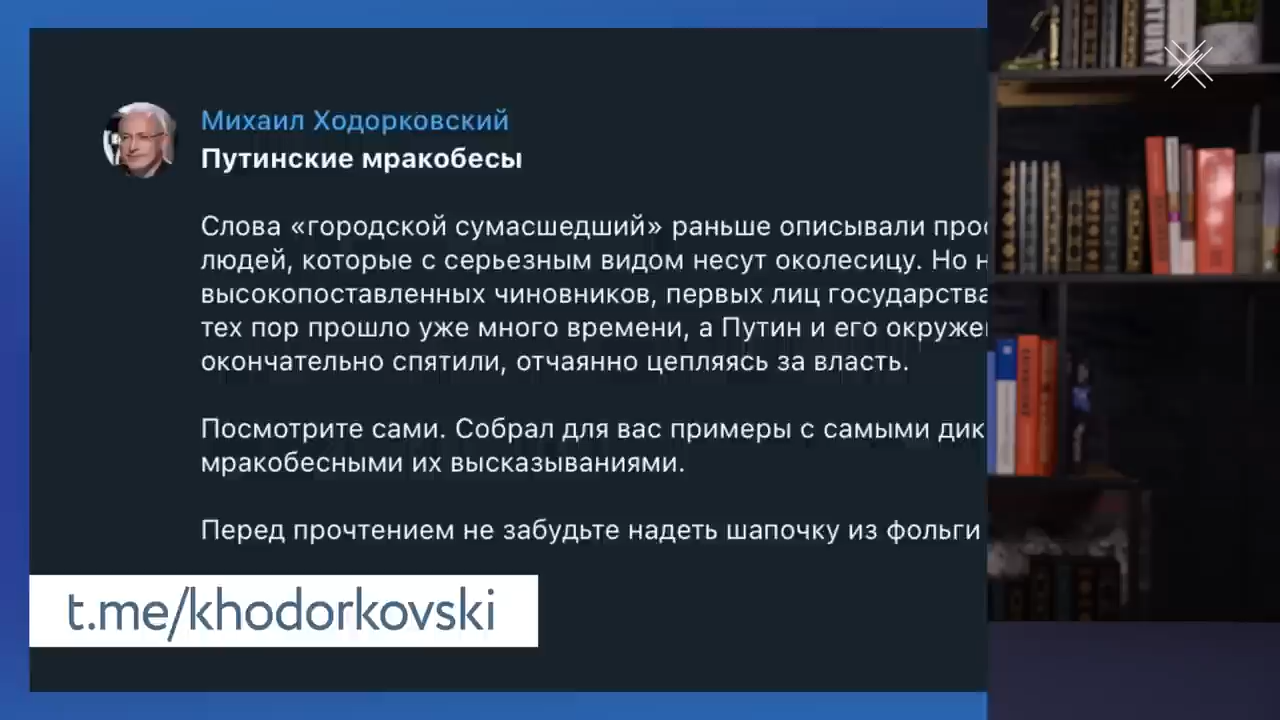 Михаил Ходорковский
Путинские мракобесы
Слова «городской сумасшедший» раньше описывали
людей, которые с серьезным видом несут околесицу. Но
высокопоставленных чиновников, первых лиц государства
тех пор прошло уже много времени, а Путин и его
окончательно спятили, отчаянно цепляясь за власть.
Посмотрите сами. Собрал для вас примеры с самыми
мракобесными их высказываниями.
Перед прочтением не забудьте надеть шапочку из фольги
t.me/khodorkovski